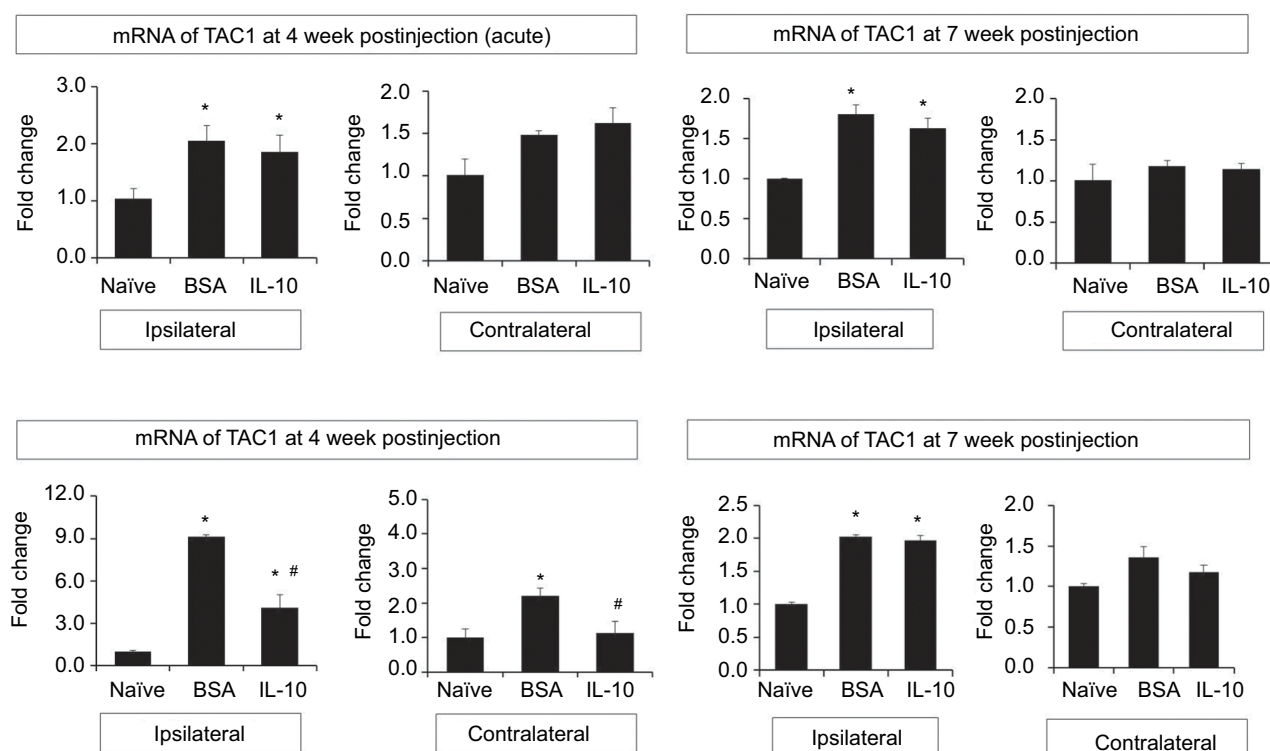 mRNA of TAC1 at 4 week postinjection (acute)
Fold change
3.0
2.0
1.0
0.0
* *
Naïve BSA IL-10
Ipsilateral
Fold change
2.0
1.5
1.0
0.5
0.0
Naïve BSA IL-10
Contralateral
mRNA of TAC1 at 7 week postinjection
Fold change
2.0
1.5
1.0
0.5
0.0
* *
Naïve BSA IL-10
Ipsilateral
Fold change
2.0
1.5
1.0
0.5
0.0
Naïve BSA IL-10
Contralateral
mRNA of TAC1 at 4 week postinjection
Fold change
12.0
9.0
6.0
3.0
0.0
* * #
Naïve BSA IL-10
Ipsilateral
Fold change
5.0
4.0
3.0
2.0
1.0
0.0
* #
Naïve BSA IL-10
Contralateral
mRNA of TAC1 at 7 week postinjection
Fold change
2.5
2.0
1.5
1.0
0.5
0.0
* *
Naïve BSA IL-10
Ipsilateral
Fold change
2.0
1.5
1.0
0.5
0.0
Naïve BSA IL-10
Contralateral